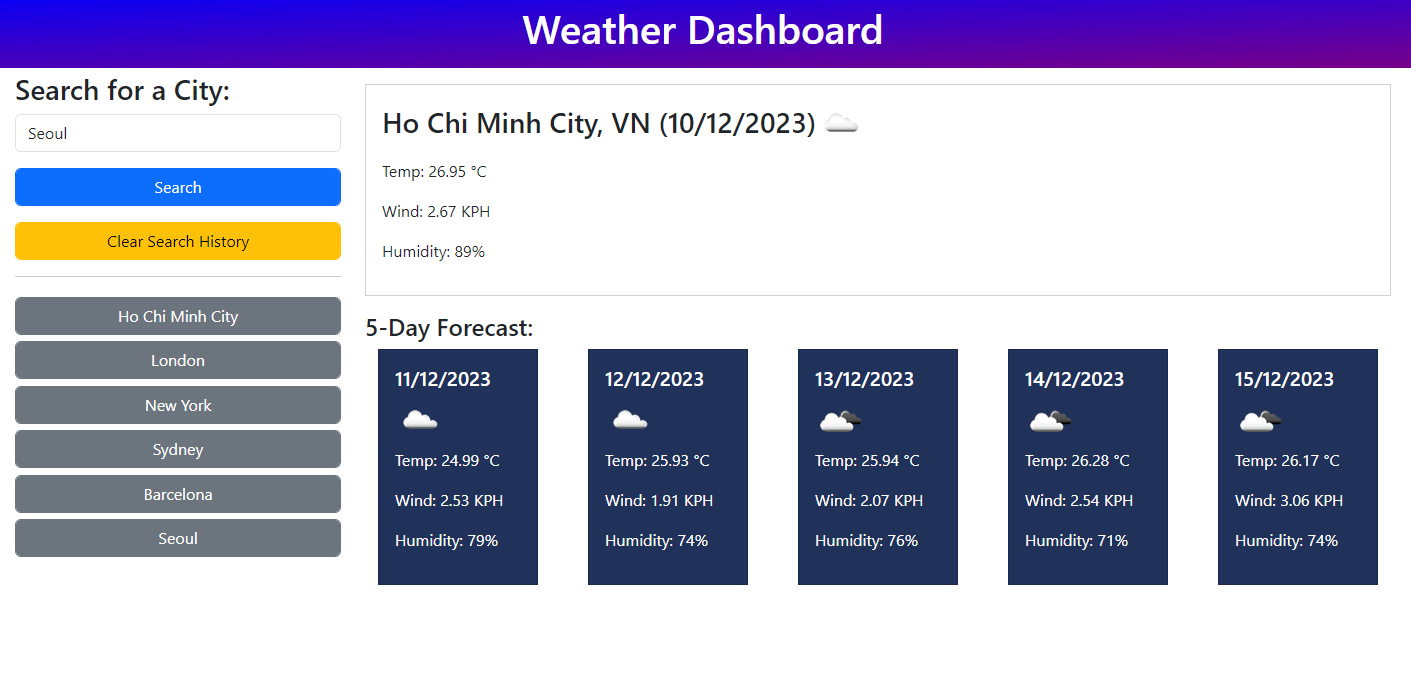 Weather Dashboard
Search for a City:
Seoul
Search
Clear Search History
Ho Chi Minh City
London
New York
Sydney
Barcelona
Seoul
Ho Chi Minh City, VN (10/12/2023)
Temp: 26.95 °C
Wind: 2.67 KPH
Humidity: 89%
5-Day Forecast:
11/12/2023
Temp: 24.99 °C
Wind: 2.53 KPH
Humidity: 79%
12/12/2023
Temp: 25.93 °C
Wind: 1.91 KPH
Humidity: 74%
13/12/2023
Temp: 25.94 °C
Wind: 2.07 KPH
Humidity: 76%
14/12/2023
Temp: 26.28 °C
Wind: 2.54 KPH
Humidity: 71%
15/12/2023
Temp: 26.17 °C
Wind: 3.06 KPH
Humidity: 74%